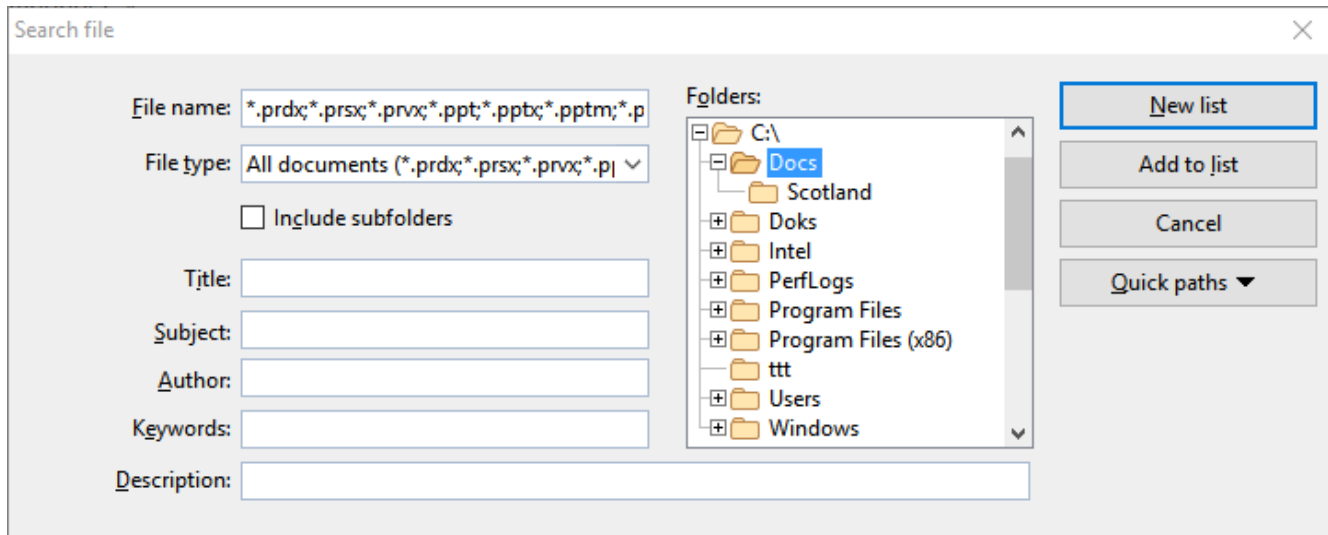 Search file
File name: *.prdx;*.prsx;*.prvx;*.ppt;*.pptx;*.pptm;*.p
File type: All documents (*.prdx;*.prsx;*.prvx;*.pp
Include subfolders
Title:
Subject:
Author:
Keywords:
Description:
Folders:
C:\
Docs
Scotland
Doks
Intel
PerfLogs
Program Files
Program Files (x86)
ttt
Users
Windows
New list
Add to list
Cancel
Quick paths